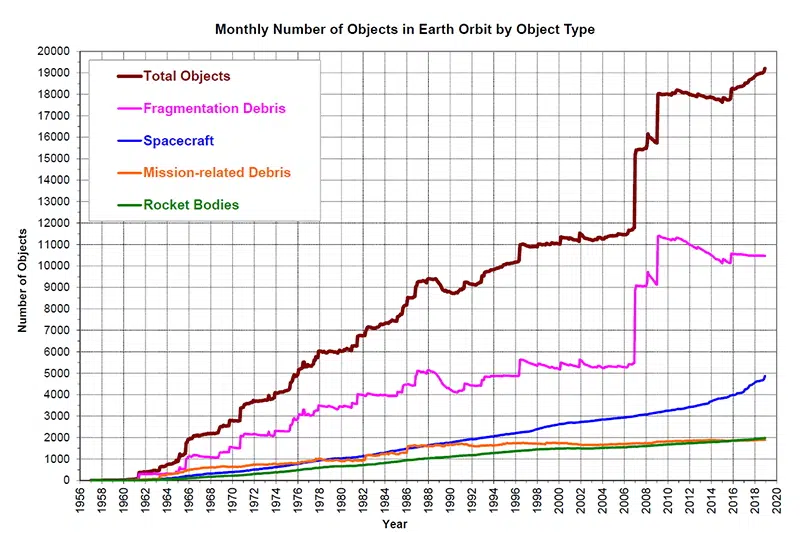 Monthly Number of Objects in Earth Orbit by Object Type
20000
19000
18000
17000
16000
15000
14000
13000
12000
11000
10000
9000
8000
7000
6000
5000
4000
3000
2000
1000
0
Number of Objects
Total Objects
Fragmentation Debris
Spacecraft
Mission-related Debris
Rocket Bodies
1956 1958 1960 1962 1964 1966 1968 1970 1972 1974 1976 1978 1980 1982 1984 1986 1988 1990 1992 1994 1996 1998 2000 2002 2004 2006 2008 2010 2012 2014 2016 2018 2020
Year